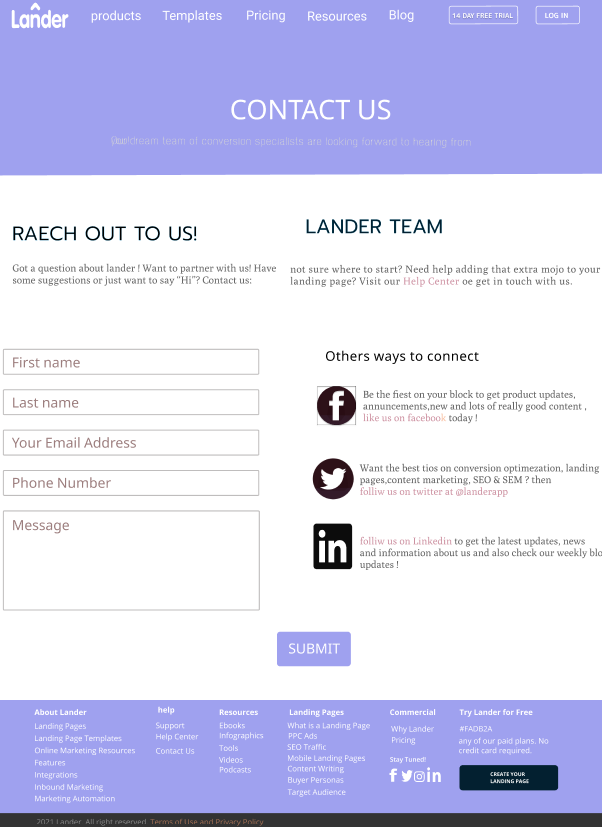 Lander
products
Templates
Pricing
Resources
Blog
14 DAY FREE TRIAL
LOG IN
CONTACT US
dream team of conversion specialists are looking forward to hearing from
RAECH OUT TO US!
Got a question about lander ! Want to partner with us! Have
some suggestions or just want to say “Hi”? Contact us:
LANDER TEAM
not sure where to start? Need help adding that extra mojo to your
landing page? Visit our Help Center oe get in touch with us.
First name
Last name
Your Email Address
Phone Number
Message
Others ways to connect
Be the fiest on your block to get product updates,
annuncements,new and lots of really good content ,
like us on facebook today !
Want the best tios on conversion optimezation, landing
pages,content marketing, SEO & SEM ? then
folliw us on twitter at @landerapp
folliw us on Linkedin to get the latest updates, news
and information about us and also check our weekly blo
updates !
SUBMIT
About Lander
Landing Pages
Landing Page Templates
Online Marketing Resources
Features
Integrations
Inbound Marketing
Marketing Automation
help
Support
Help Center
Contact Us
Resources
Ebooks
Infographics
Tools
Videos
Podcasts
Landing Pages
What is a Landing Page
PPC Ads
SEO Traffic
Mobile Landing Pages
Content Writing
Buyer Personas
Target Audience
Commercial
Why Lander
Pricing
Stay Tuned!
Try Lander for Free
#FADB2A
any of our paid plans. No
credit card required.
CREATE YOUR
LANDING PAGE
2021 Lander. All right reserved. Terms of Use and Privacy Policy